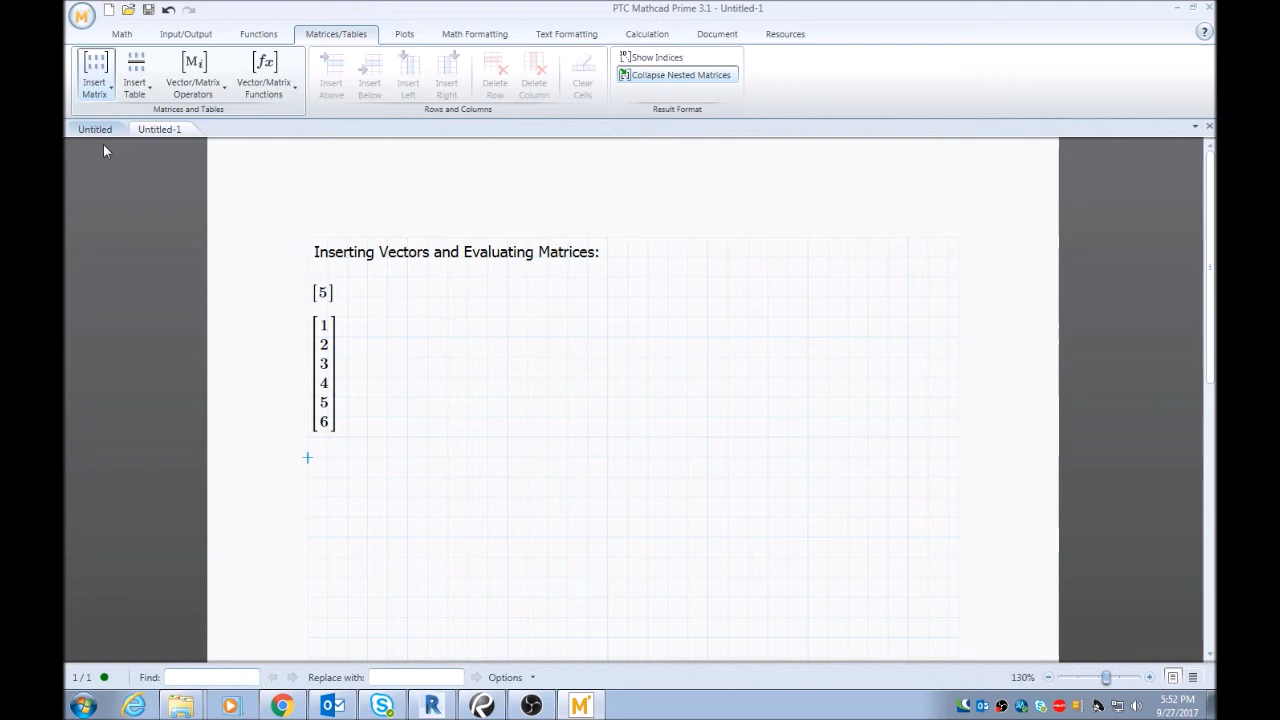 PTC Mathcad Prime 3.1 - Untitled-1
Math Input/Output Functions Matrices/Tables Plots Math Formatting Text Formatting Calculation Document Resources
Insert Matrix
Insert Table
Vector/Matrix Operators
Vector/Matrix Functions
Insert Above
Insert Below
Insert Left
Insert Right
Delete Row
Delete Column
Clear Cells
Show Indices
Collapse Nested Matrices
Matrices and Tables Rows and Columns Result Format
Untitled Untitled-1
Inserting Vectors and Evaluating Matrices:
[5]
1
2
3
4
5
6
1 / 1 Find: Replace with: Options 130%
5:52 PM
9/27/2017